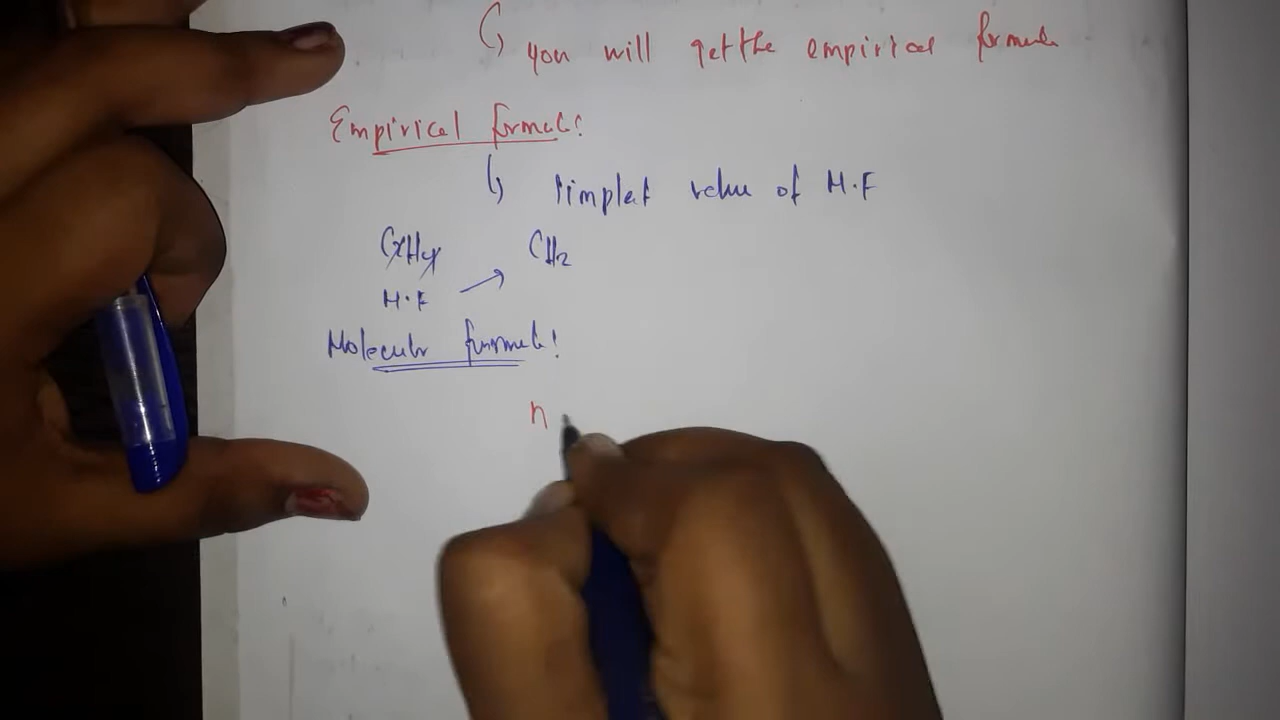 you will get the empirical formula
Empirical formula:
simplest value of M.F
CxHy CH2
M.F
Molecular formula:
n